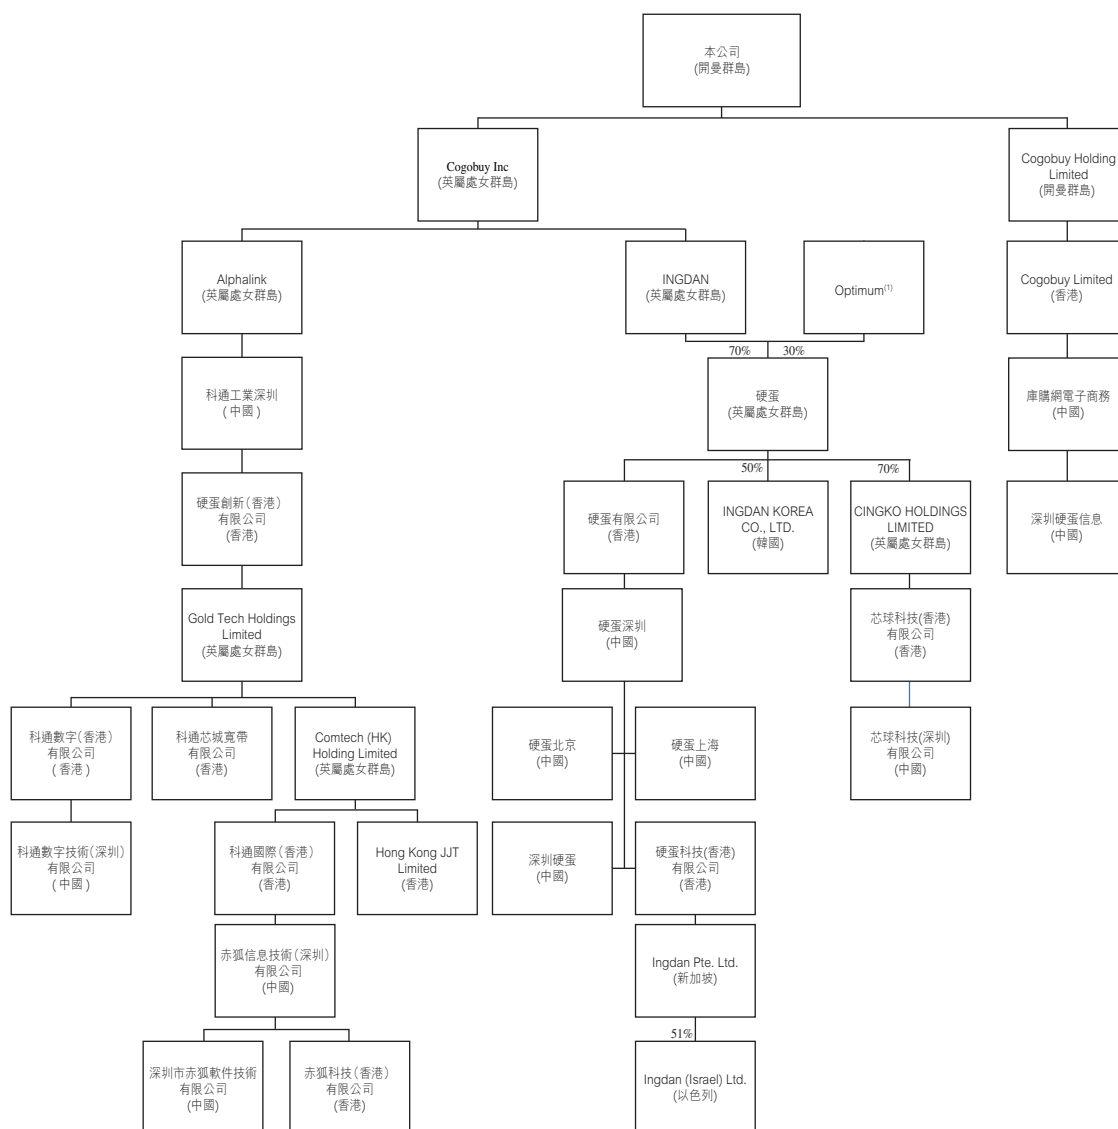 本公司
(開曼群島)
Cogobuy Inc
(英屬處女群島)
Cogobuy Holding
Limited
(開曼群島)
Alphalink
(英屬處女群島)
INGDAN
(英屬處女群島)
Optimum(1)
Cogobuy Limited
(香港)
70%
30%
科通工業深圳
(中國)
硬蛋
(英屬處女群島)
庫購網電子商務
(中國)
50%
70%
硬蛋創新(香港)
有限公司
(香港)
硬蛋有限公司
(香港)
INGDAN KOREA
CO., LTD.
(韓國)
CINGKO HOLDINGS
LIMITED
(英屬處女群島)
深圳硬蛋信息
(中國)
Gold Tech Holdings
Limited
(英屬處女群島)
硬蛋深圳
(中國)
芯球科技(香港)
有限公司
(香港)
科通數字(香港)
有限公司
(香港)
科通芯城寬帶
有限公司
(香港)
Comtech (HK)
Holding Limited
(英屬處女群島)
硬蛋北京
(中國)
硬蛋上海
(中國)
芯球科技(深圳)
有限公司
(中國)
科通數字技術(深圳)
有限公司
(中國)
科通國際(香港)
有限公司
(香港)
Hong Kong JJT
Limited
(香港)
深圳硬蛋
(中國)
硬蛋科技(香港)
有限公司
(香港)
赤狐信息技術(深圳)
有限公司
(中國)
Ingdan Pte. Ltd.
(新加坡)
51%
深圳市赤狐軟件技術
有限公司
(中國)
赤狐科技(香港)
有限公司
(香港)
Ingdan (Israel) Ltd.
(以色列)